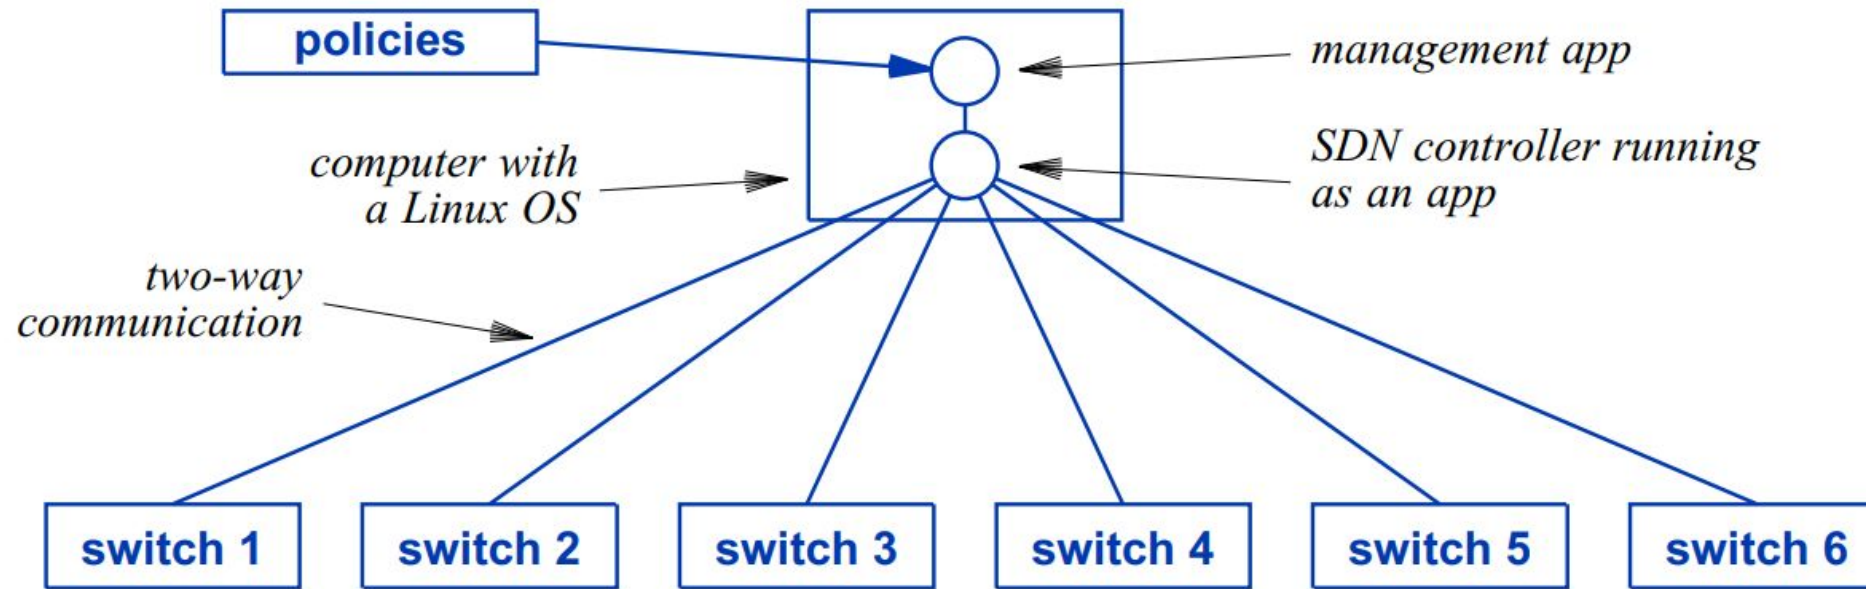 policies
management app
computer with
a Linux OS
SDN controller running
as an app
two-way
communication
switch 1
switch 2
switch 3
switch 4
switch 5
switch 6